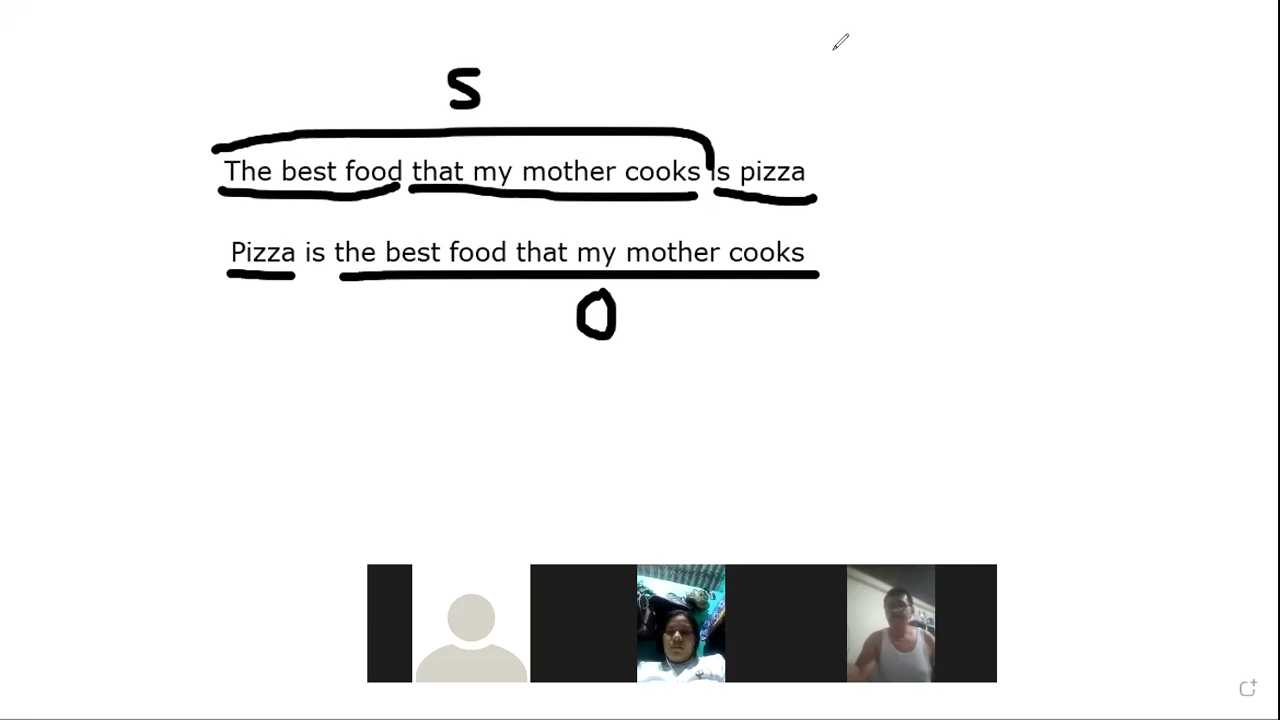 S
The best food that my mother cooks is pizza
Pizza is the best food that my mother cooks
O